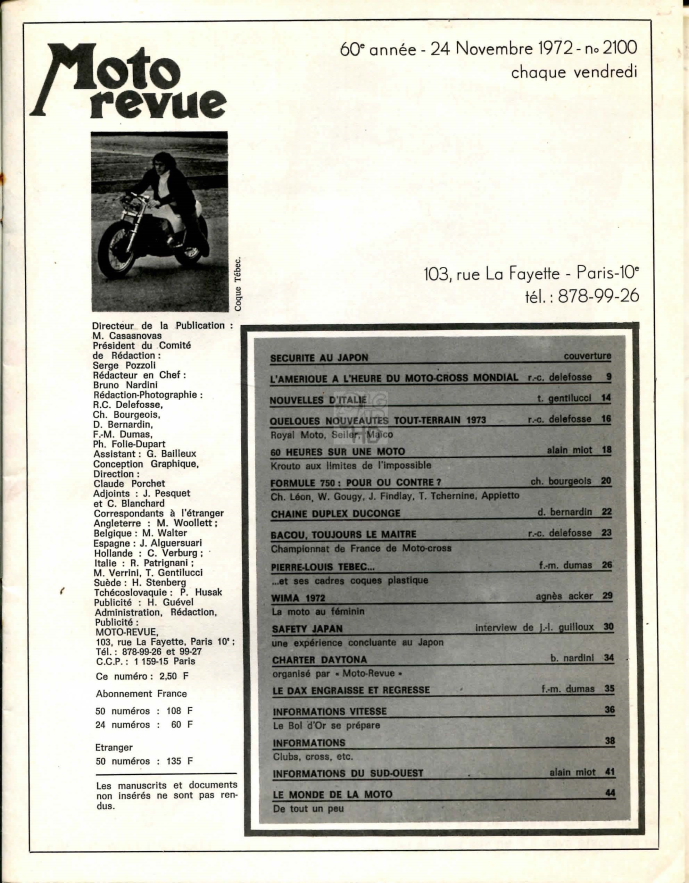 Moto
revue
60e année - 24 Novembre 1972 - no 2100
chaque vendredi
Coque Tébec.
103, rue La Fayette - Paris-10e
tél. : 878-99-26
Directeur de la Publication :
M. Casasnovas
Président du Comité
de Rédaction :
Serge Pozzoli
Rédacteur en Chef :
Bruno Nardini
Rédaction-Photographie :
R.C. Delefosse,
Ch. Bourgeois,
D. Bernardin,
F.-M. Dumas,
Ph. Folie-Dupart
Assistant : G. Bailleux
Conception Graphique,
Direction :
Claude Porchet
Adjoints : J. Pesquet
et C. Blanchard
Correspondants à l'étranger
Angleterre : M. Woollett ;
Belgique : M. Walter
Espagne : J. Alguersuari
Hollande : C. Verburg ;
Italie : R. Patrignani ;
M. Verrini, T. Gentilucci
Suède : H. Stenberg
Tchécoslovaquie : P. Husak
Publicité : H. Guével
Administration, Rédaction,
Publicité :
MOTO-REVUE,
103, rue La Fayette, Paris 10e ;
Tél. : 878-99-26 et 99-27
C.C.P. : 1 159-15 Paris
Ce numéro : 2,50 F
Abonnement France
50 numéros : 108 F
24 numéros : 60 F
Etranger
50 numéros : 135 F
Les manuscrits et documents
non insérés ne sont pas ren-
dus.
SECURITE AU JAPON couverture
L'AMERIQUE A L'HEURE DU MOTO-CROSS MONDIAL r.-c. delefosse 9
NOUVELLES D'ITALIE t. gentilucci 14
QUELQUES NOUVEAUTES TOUT-TERRAIN 1973 r.-c. delefosse 16
Royal Moto, Seiler, Maico
60 HEURES SUR UNE MOTO alain miot 18
Krouto aux limites de l'impossible
FORMULE 750 : POUR OU CONTRE ? ch. bourgeois 20
Ch. Léon, W. Gougy, J. Findlay, T. Tchernine, Appietto
CHAINE DUPLEX DUCONGE d. bernardin 22
BACOU, TOUJOURS LE MAITRE r.-c. delefosse 23
Championnat de France de Moto-cross
PIERRE-LOUIS TEBEC... f.-m. dumas 26
...et ses cadres coques plastique
WIMA 1972 agnès acker 29
La moto au féminin
SAFETY JAPAN interview de j.-l. guilloux 30
une expérience concluante au Japon
CHARTER DAYTONA b. nardini 34
organisé par « Moto-Revue »
LE DAX ENGRAISSE ET REGRESSE f.-m. dumas 35
INFORMATIONS VITESSE 36
Le Bol d'Or se prépare
INFORMATIONS 38
Clubs, cross, etc.
INFORMATIONS DU SUD-OUEST alain miot 41
LE MONDE DE LA MOTO 44
De tout un peu